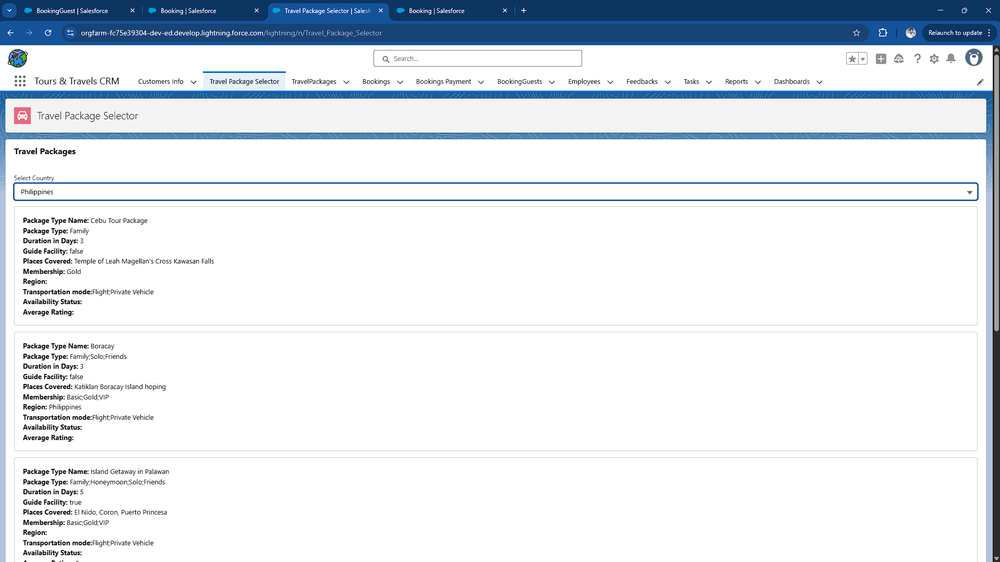 BookingGuest | Salesforce
Booking | Salesforce
Travel Package Selector | Salesfo
Booking | Salesforce
orgfarm-fc75e39304-dev-ed.develop.lightning.force.com/lightning/n/Travel_Package_Selector
Relaunch to update
Search...
Tours & Travels CRM
Customers Info
Travel Package Selector
TravelPackages
Bookings
Bookings Payment
BookingGuests
Employees
Feedbacks
Tasks
Reports
Dashboards
Travel Package Selector
Travel Packages
Select Country
Philippines
Package Type Name: Cebu Tour Package
Package Type: Family
Duration in Days: 3
Guide Facility: false
Places Covered: Temple of Leah Magellan's Cross Kawasan Falls
Membership: Gold
Region:
Transportation mode:Flight;Private Vehicle
Availability Status:
Average Rating:
Package Type Name: Boracay
Package Type: Family;Solo;Friends
Duration in Days: 3
Guide Facility: false
Places Covered: Katiklan Boracay Island hoping
Membership: Basic;Gold;VIP
Region: Philippines
Transportation mode:Flight;Private Vehicle
Availability Status:
Average Rating:
Package Type Name: Island Getaway in Palawan
Package Type: Family;Honeymoon;Solo;Friends
Duration in Days: 5
Guide Facility: true
Places Covered: El Nido, Coron, Puerto Princesa
Membership: Basic;Gold;VIP
Region:
Transportation mode:Flight;Private Vehicle
Availability Status: